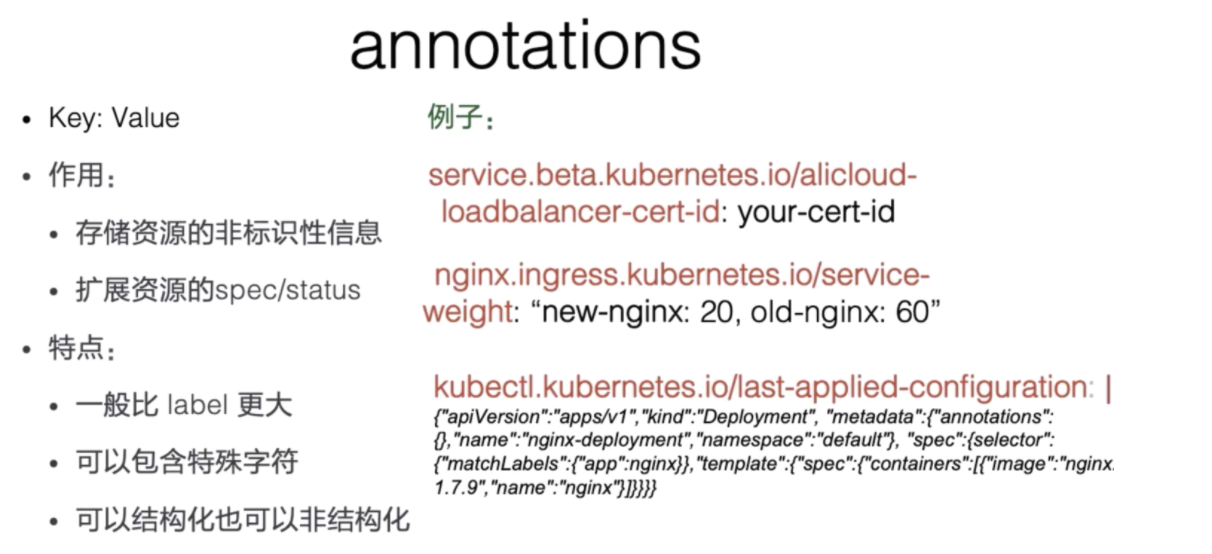 annotations
• Key: Value
• 作用：
• 存储资源的非标识性信息
• 扩展资源的spec/status
• 特点：
• 一般比 label 更大
• 可以包含特殊字符
• 可以结构化也可以非结构化
例子：
service.beta.kubernetes.io/alicloud-
loadbalancer-cert-id: your-cert-id
nginx.ingress.kubernetes.io/service-
weight: “new-nginx: 20, old-nginx: 60”
kubectl.kubernetes.io/last-applied-configuration: |
{"apiVersion":"apps/v1","kind":"Deployment", "metadata":{"annotations":
{},"name":"nginx-deployment","namespace":"default"}, "spec":{selector":
{"matchLabels":{"app":nginx}},"template":{"spec":{"containers":[{"image":"nginx:
1.7.9","name":"nginx"}]}}}}